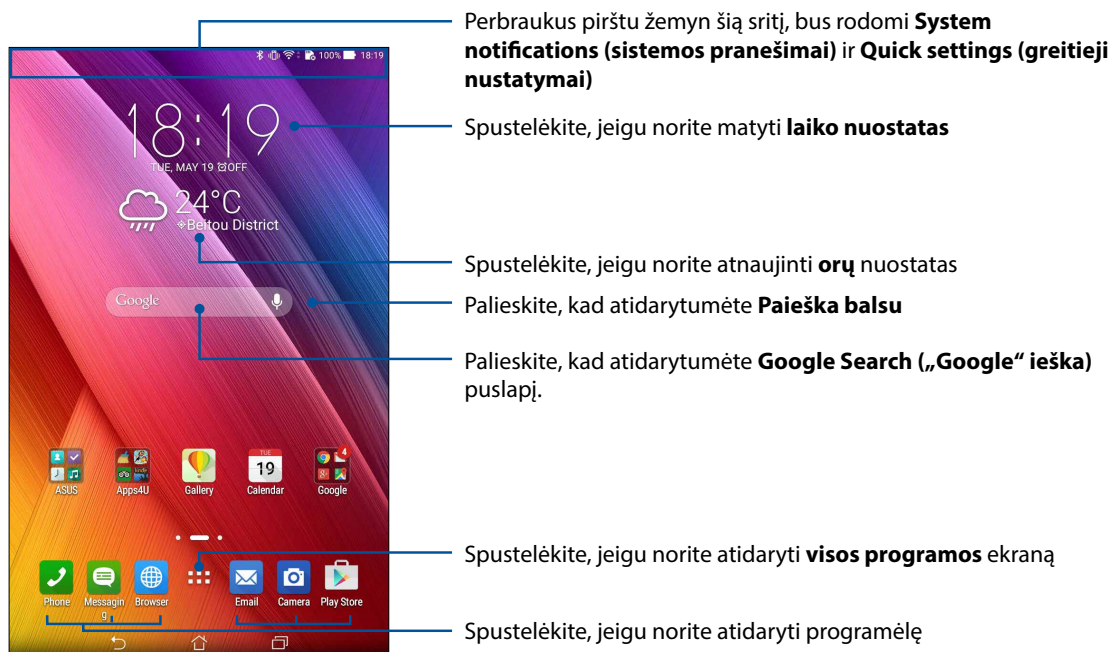 Perbraukus pirštu žemyn šią sritį, bus rodomi System
notifications (sistemos pranešimai) ir Quick settings (greitieji
nustatymai)
100% 18:19
18:19
TUE, MAY 19 OFF
Spustelėkite, jeigu norite matyti laiko nuostatas
24°C
Beitou District
Spustelėkite, jeigu norite atnaujinti orų nuostatas
Google
Palieskite, kad atidarytumėte Paieška balsu
Palieskite, kad atidarytumėte Google Search („Google“ ieška)
puslapį.
4
TUE
19
ASUS Apps4U Gallery Calendar Google
Spustelėkite, jeigu norite atidaryti visos programos ekraną
Phone Messagin
g Browser Email Camera Play Store
Spustelėkite, jeigu norite atidaryti programėlę